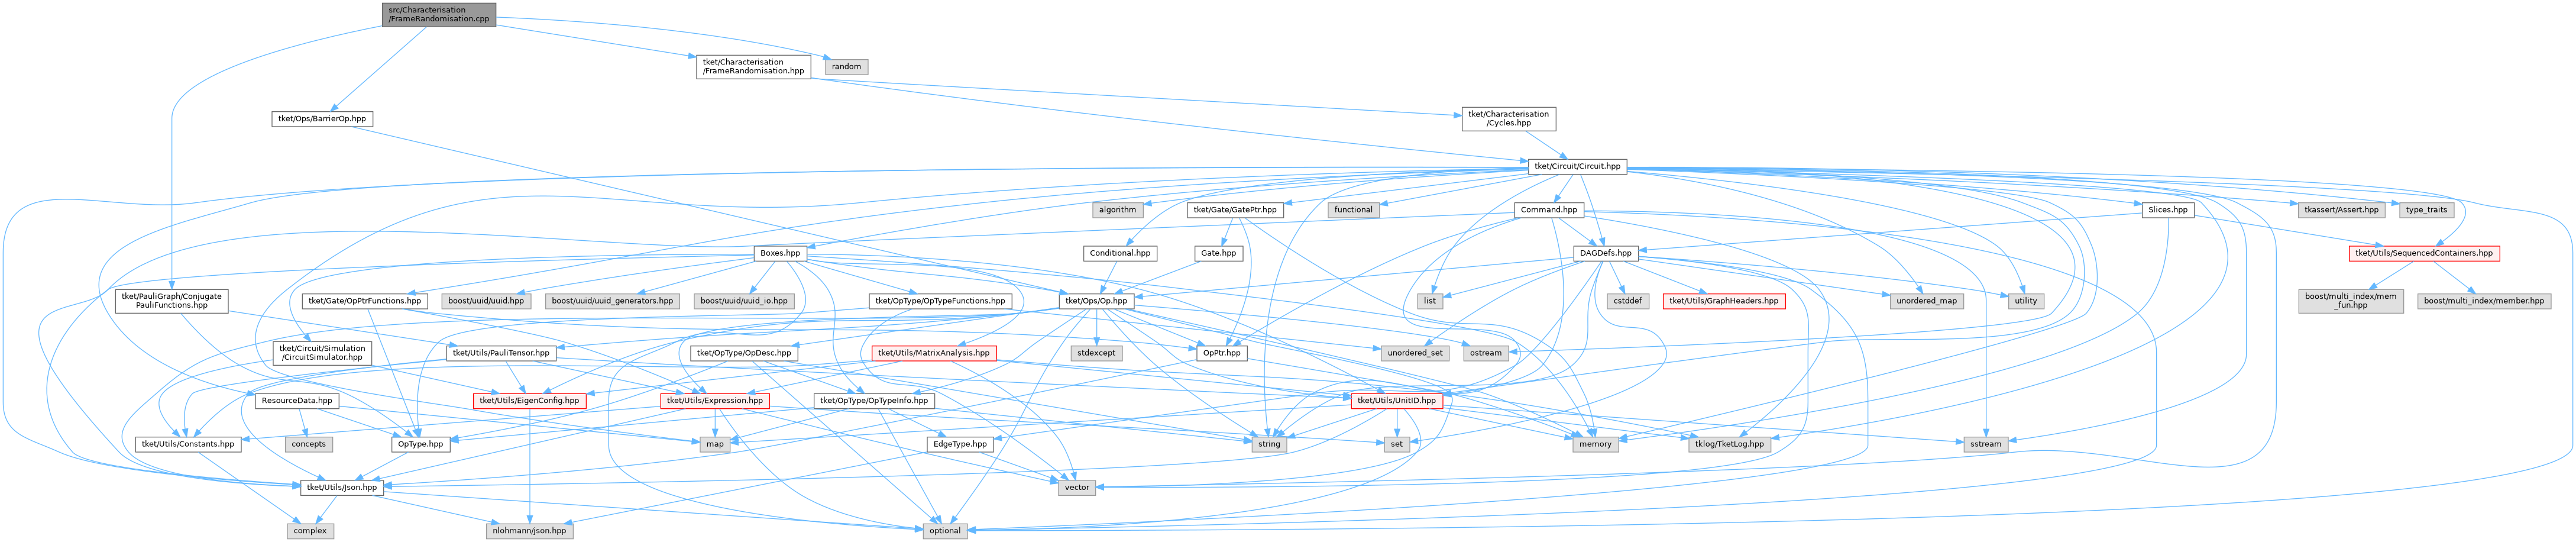 src/Characterisation
/FrameRandomisation.cpp
tket/Characterisation
/FrameRandomisation.hpp
random
tket/Ops/BarrierOp.hpp
tket/Characterisation
/Cycles.hpp
tket/Circuit/Circuit.hpp
algorithm
tket/Gate/GatePtr.hpp
functional
Command.hpp
Slices.hpp
tkassert/Assert.hpp
type_traits
Boxes.hpp
Conditional.hpp
Gate.hpp
DAGDefs.hpp
tket/Utils/SequencedContainers.hpp
tket/PauliGraph/Conjugate
PauliFunctions.hpp
tket/Gate/OpPtrFunctions.hpp
boost/uuid/uuid.hpp
boost/uuid/uuid_generators.hpp
boost/uuid/uuid_io.hpp
tket/OpType/OpTypeFunctions.hpp
tket/Ops/Op.hpp
list
cstddef
tket/Utils/GraphHeaders.hpp
unordered_map
utility
boost/multi_index/mem
_fun.hpp
boost/multi_index/member.hpp
tket/Circuit/Simulation
/CircuitSimulator.hpp
tket/Utils/PauliTensor.hpp
tket/OpType/OpDesc.hpp
tket/Utils/MatrixAnalysis.hpp
stdexcept
OpPtr.hpp
unordered_set
ostream
ResourceData.hpp
tket/Utils/EigenConfig.hpp
tket/Utils/Expression.hpp
tket/OpType/OpTypeInfo.hpp
tket/Utils/UnitID.hpp
tket/Utils/Constants.hpp
concepts
OpType.hpp
map
EdgeType.hpp
string
set
memory
tklog/TketLog.hpp
sstream
tket/Utils/Json.hpp
vector
complex
nlohmann/json.hpp
optional